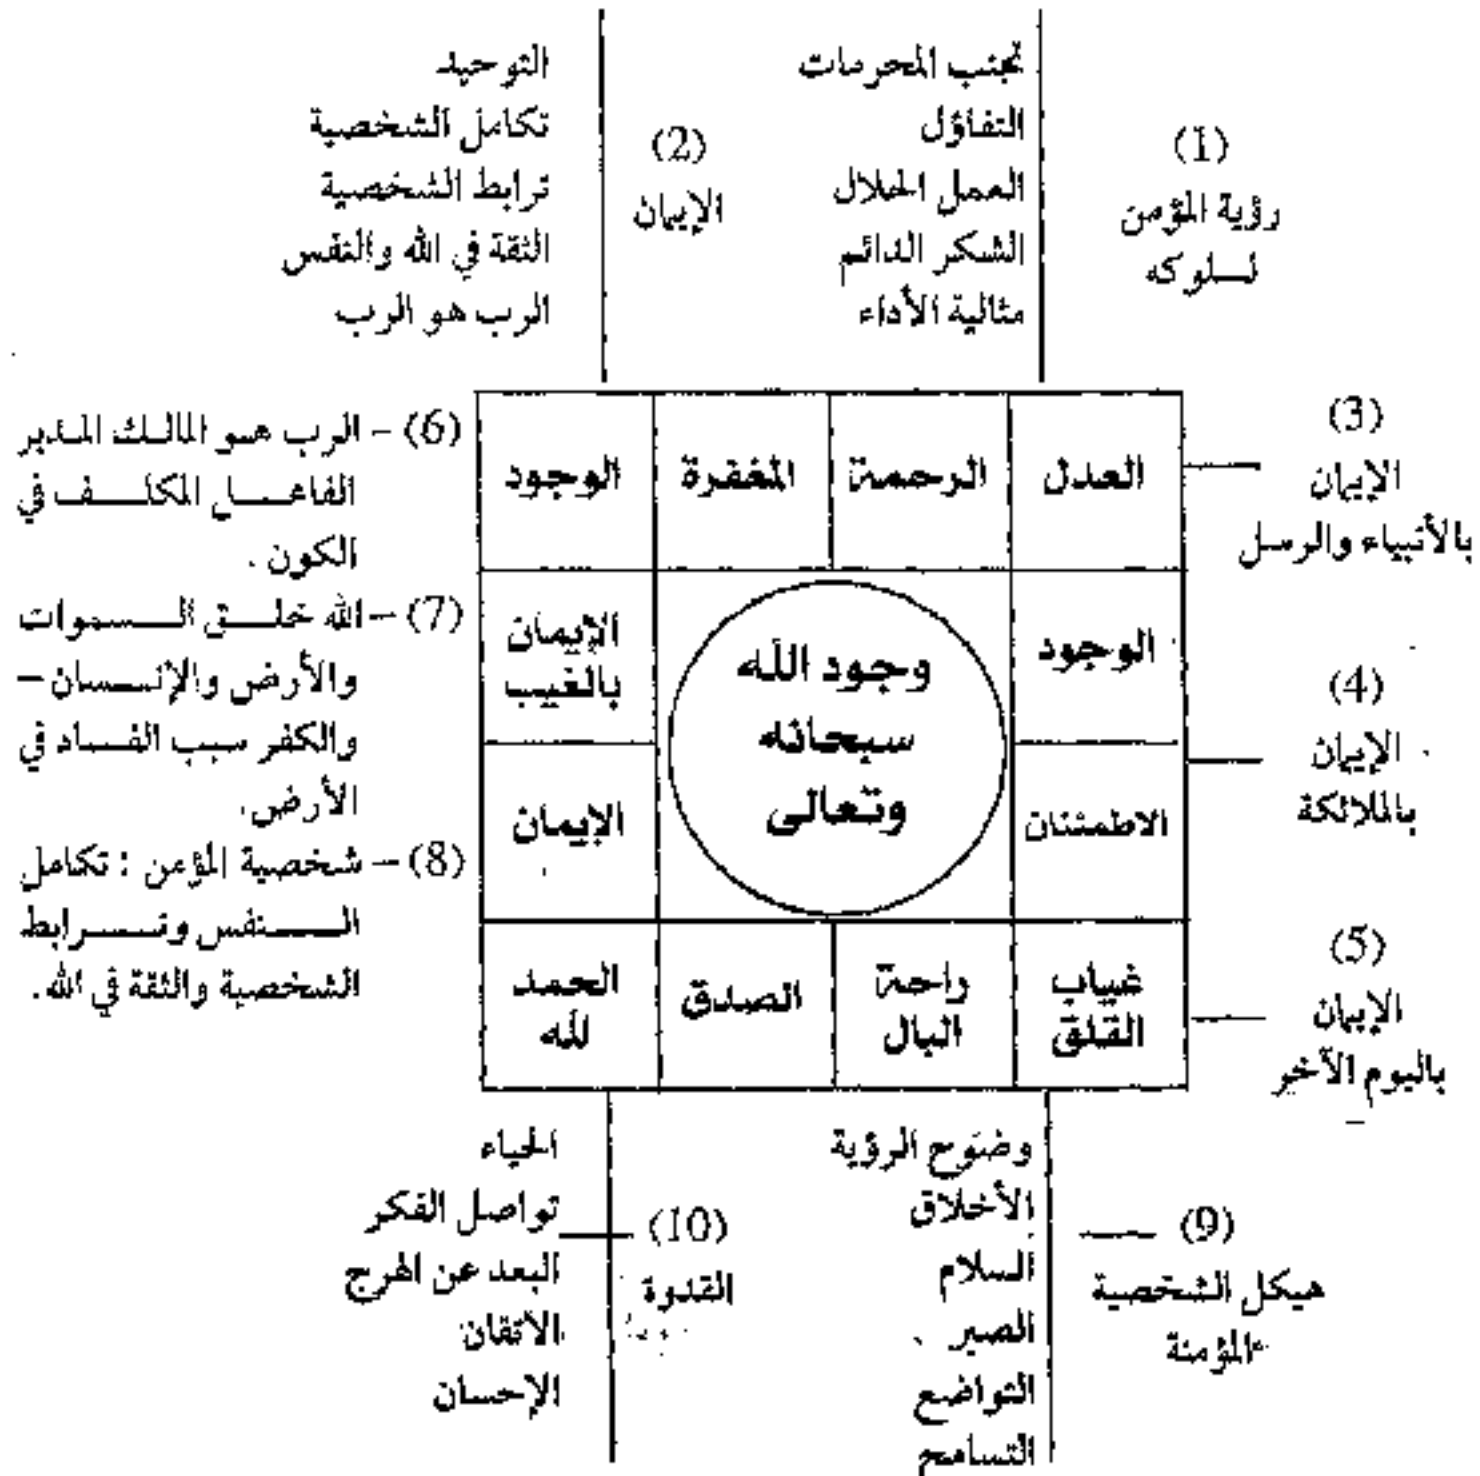 (1)
رؤية المؤمن
لسلوكه
تجنب المحرمات
التفاؤل
العمل الحلال
الشكر الدائم
مثالية الأداء
(2)
الإيمان
التوحيد
تكامل الشخصية
ترابط الشخصية
الثقة في الله والنفس
الرب هو الرب
(3)
الإيمان
بالأنبياء والرسل
(4)
الإيمان
بالملائكة
(5)
الإيمان
باليوم الآخر
العدل
الرحمة
المغفرة
الوجود
الوجود
الاطمئنان
وجود الله
سبحانه
وتعالى
الإيمان
بالغيب
الإيمان
غياب
القلق
راحة
البال
الصدق
الحمد
لله
(6) – الرب هو المالك المدبر
الفاعل المكلف في
الكون .
(7) – الله خلق السموات
والأرض والإنسان –
والكفر سبب الفساد في
الأرض.
(8) – شخصية المؤمن : تكامل
النفس وترابط
الشخصية والثقة في الله.
(9)
هيكل الشخصية
المؤمنة
وضوح الرؤية
الأخلاق
السلام
الصبر
التواضع
التسامح
(10)
القدوة
الحياء
تواصل الفكر
البعد عن الهرج
الاتقان
الإحسان